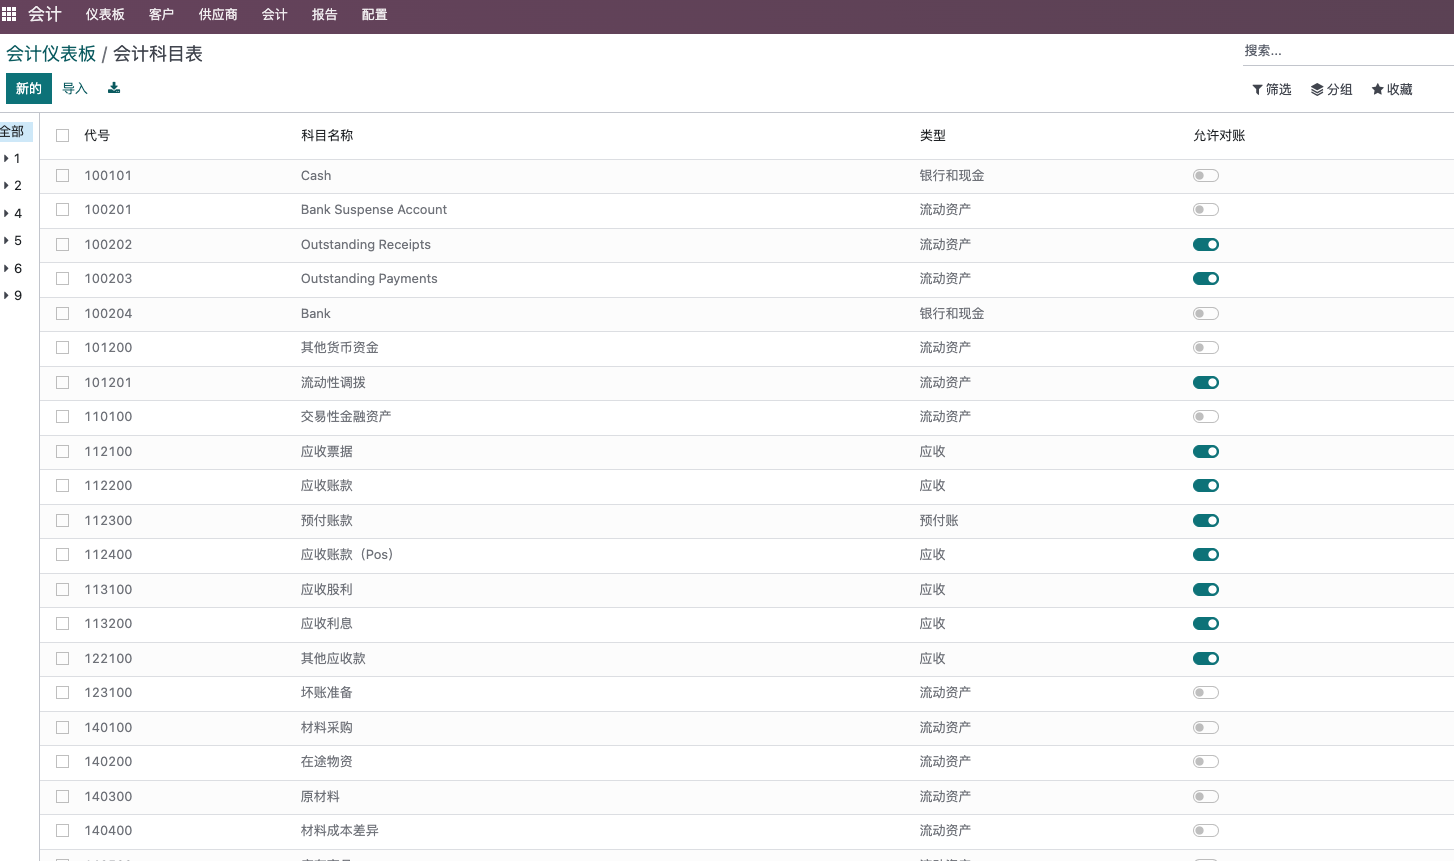 会计 仪表板 客户 供应商 会计 报告 配置
会计仪表板 / 会计科目表
搜索...
新的 导入
筛选 分组 收藏
全部
1
2
4
5
6
9
代号 科目名称 类型 允许对账
100101 Cash 银行和现金
100201 Bank Suspense Account 流动资产
100202 Outstanding Receipts 流动资产
100203 Outstanding Payments 流动资产
100204 Bank 银行和现金
101200 其他货币资金 流动资产
101201 流动性调拨 流动资产
110100 交易性金融资产 流动资产
112100 应收票据 应收
112200 应收账款 应收
112300 预付账款 预付账
112400 应收账款（Pos） 应收
113100 应收股利 应收
113200 应收利息 应收
122100 其他应收款 应收
123100 坏账准备 流动资产
140100 材料采购 流动资产
140200 在途物资 流动资产
140300 原材料 流动资产
140400 材料成本差异 流动资产